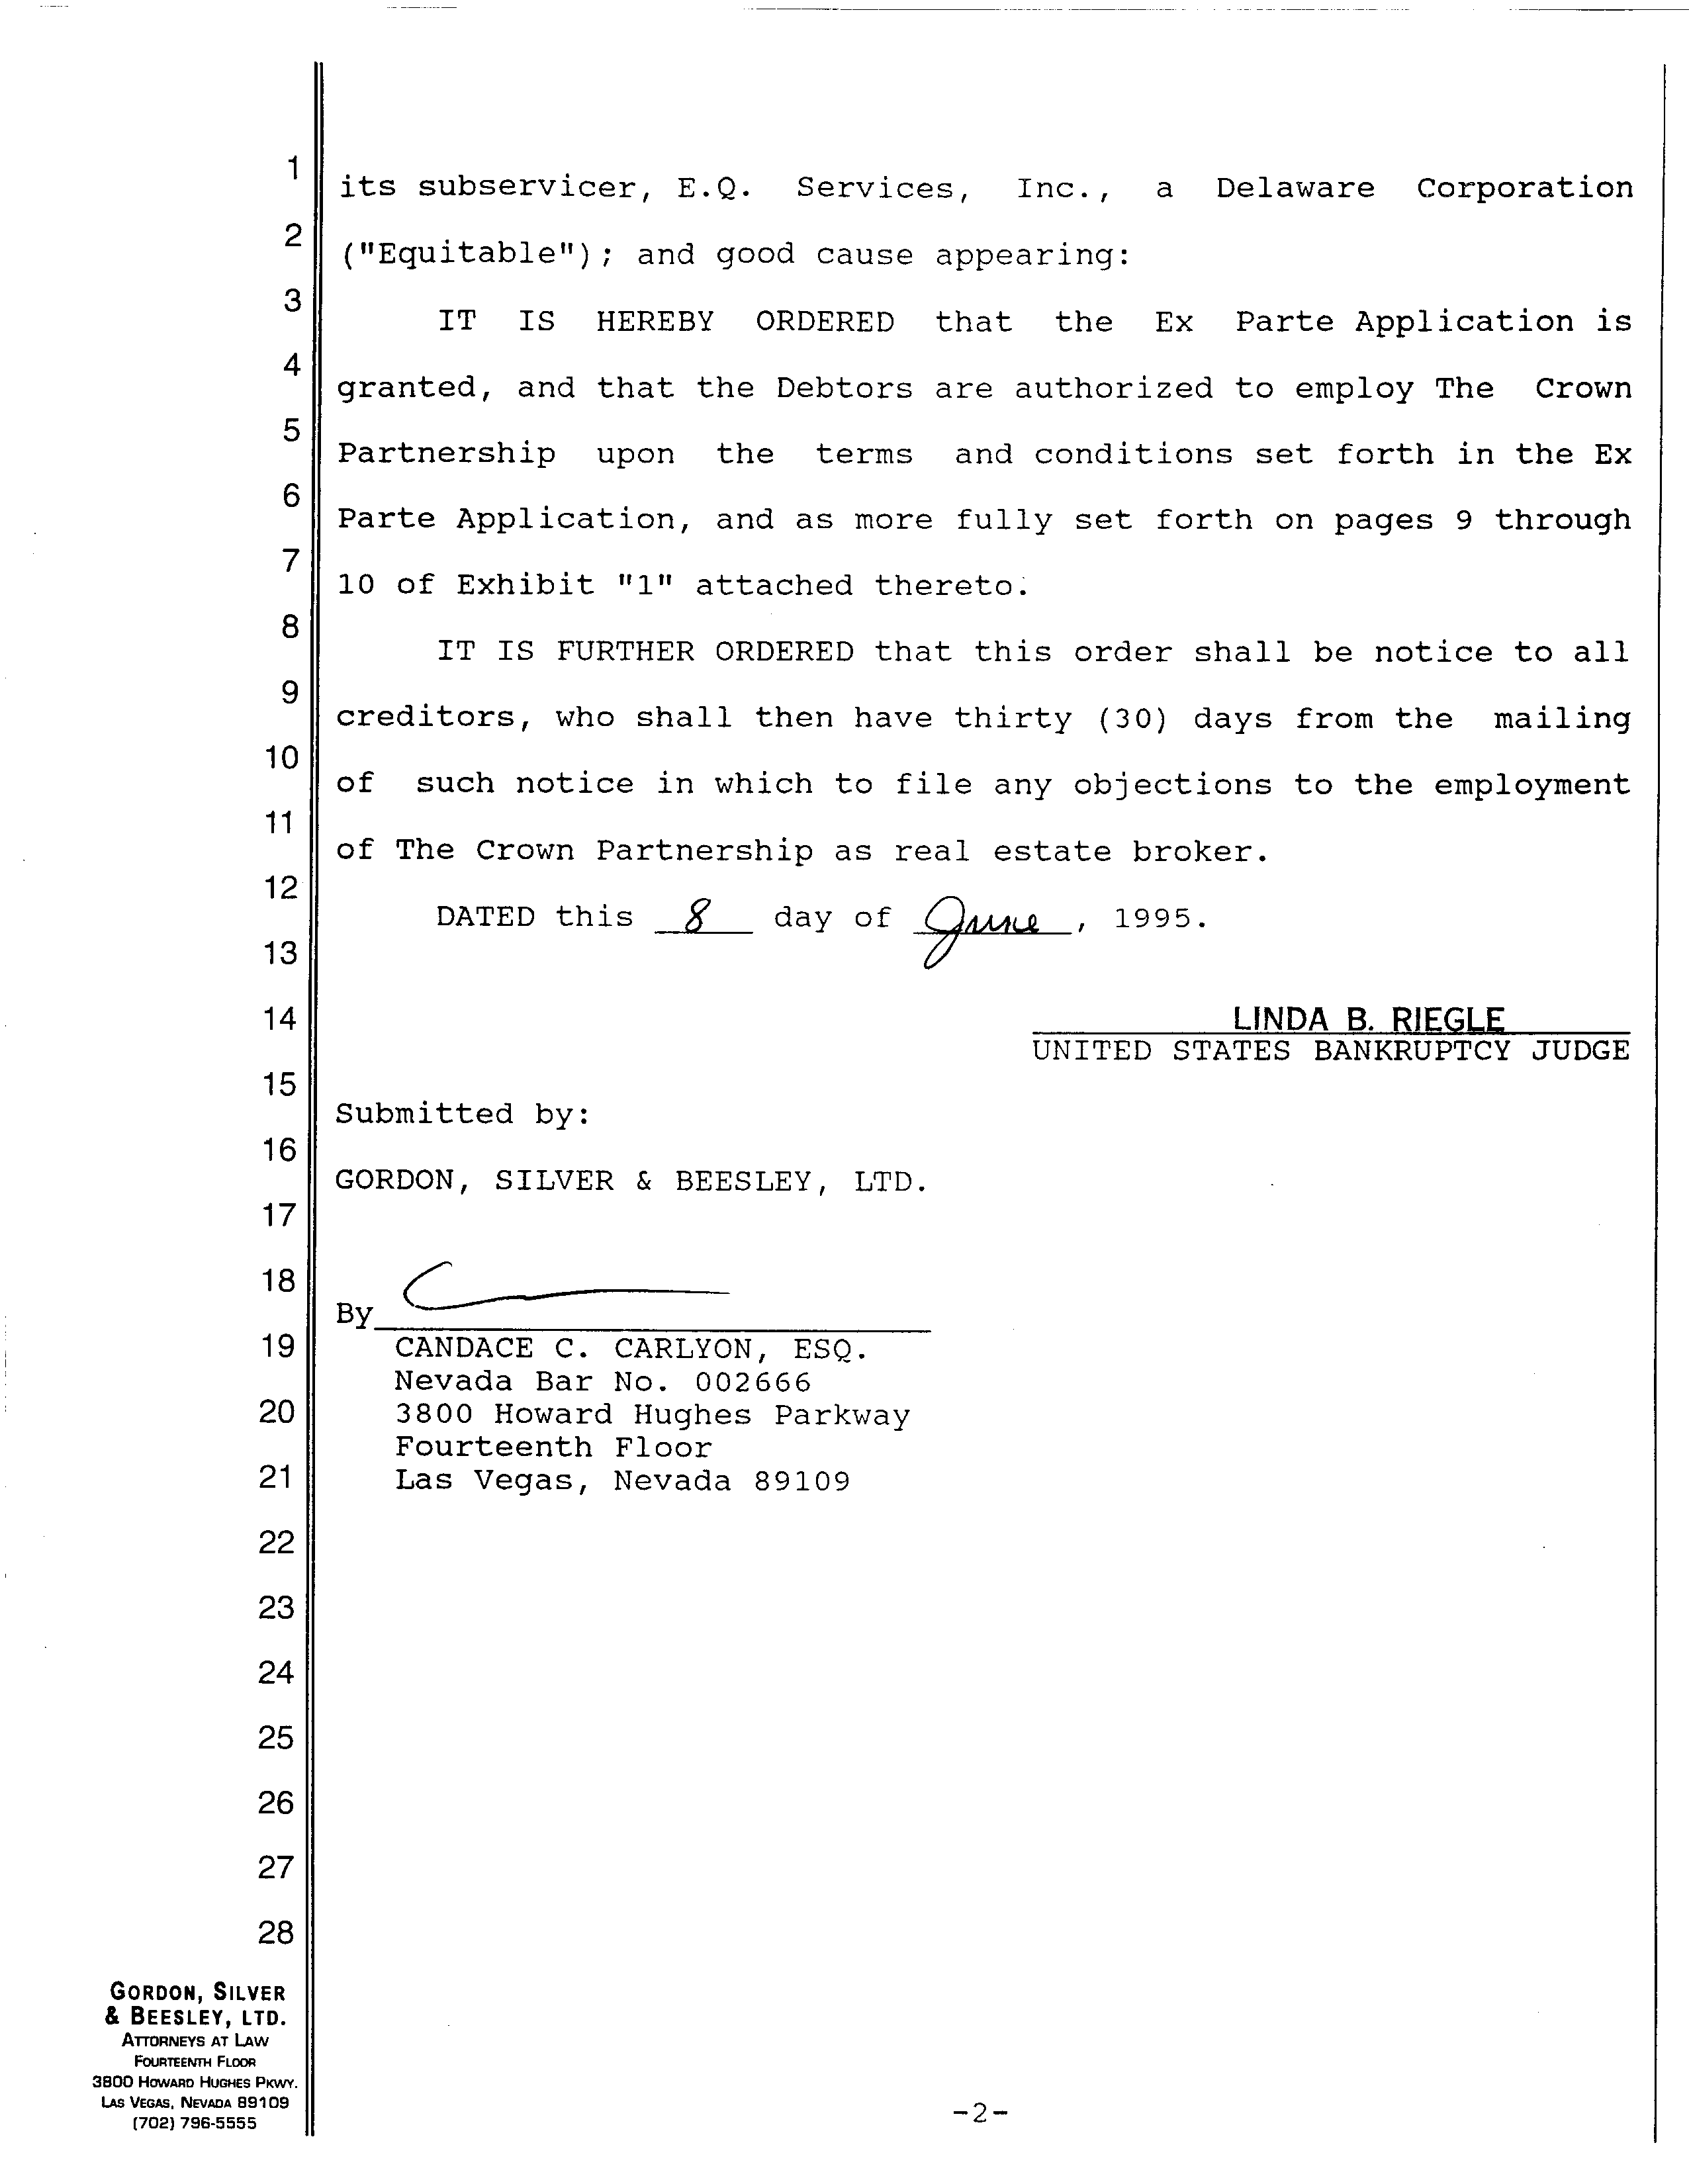 1
its subservicer, E.Q. Services, Inc., a Delaware Corporation
2
("Equitable"); and good cause appearing:
3
IT IS HEREBY ORDERED that the Ex Parte Application is
4
granted, and that the Debtors are authorized to employ The Crown
5
Partnership upon the terms and conditions set forth in the Ex
6
Parte Application, and as more fully set forth on pages 9 through
7
10 of Exhibit "1" attached thereto.
8
IT IS FURTHER ORDERED that this order shall be notice to all
9
creditors, who shall then have thirty (30) days from the mailing
10
of such notice in which to file any objections to the employment
11
of The Crown Partnership as real estate broker.
12
DATED this 8 day of June, 1995.
13
14
LINDA B. RIEGLE
UNITED STATES BANKRUPTCY JUDGE
15
Submitted by:
16
GORDON, SILVER & BEESLEY, LTD.
17
18
By
19
CANDACE C. CARLYON, ESQ.
Nevada Bar No. 002666
20
3800 Howard Hughes Parkway
Fourteenth Floor
21
Las Vegas, Nevada 89109
22
23
24
25
26
27
28
GORDON, SILVER
& BEESLEY, LTD.
ATTORNEYS AT LAW
FOURTEENTH FLOOR
3800 HOWARD HUGHES PKWY.
LAS VEGAS, NEVADA 89109
(702) 796-5555
-2-